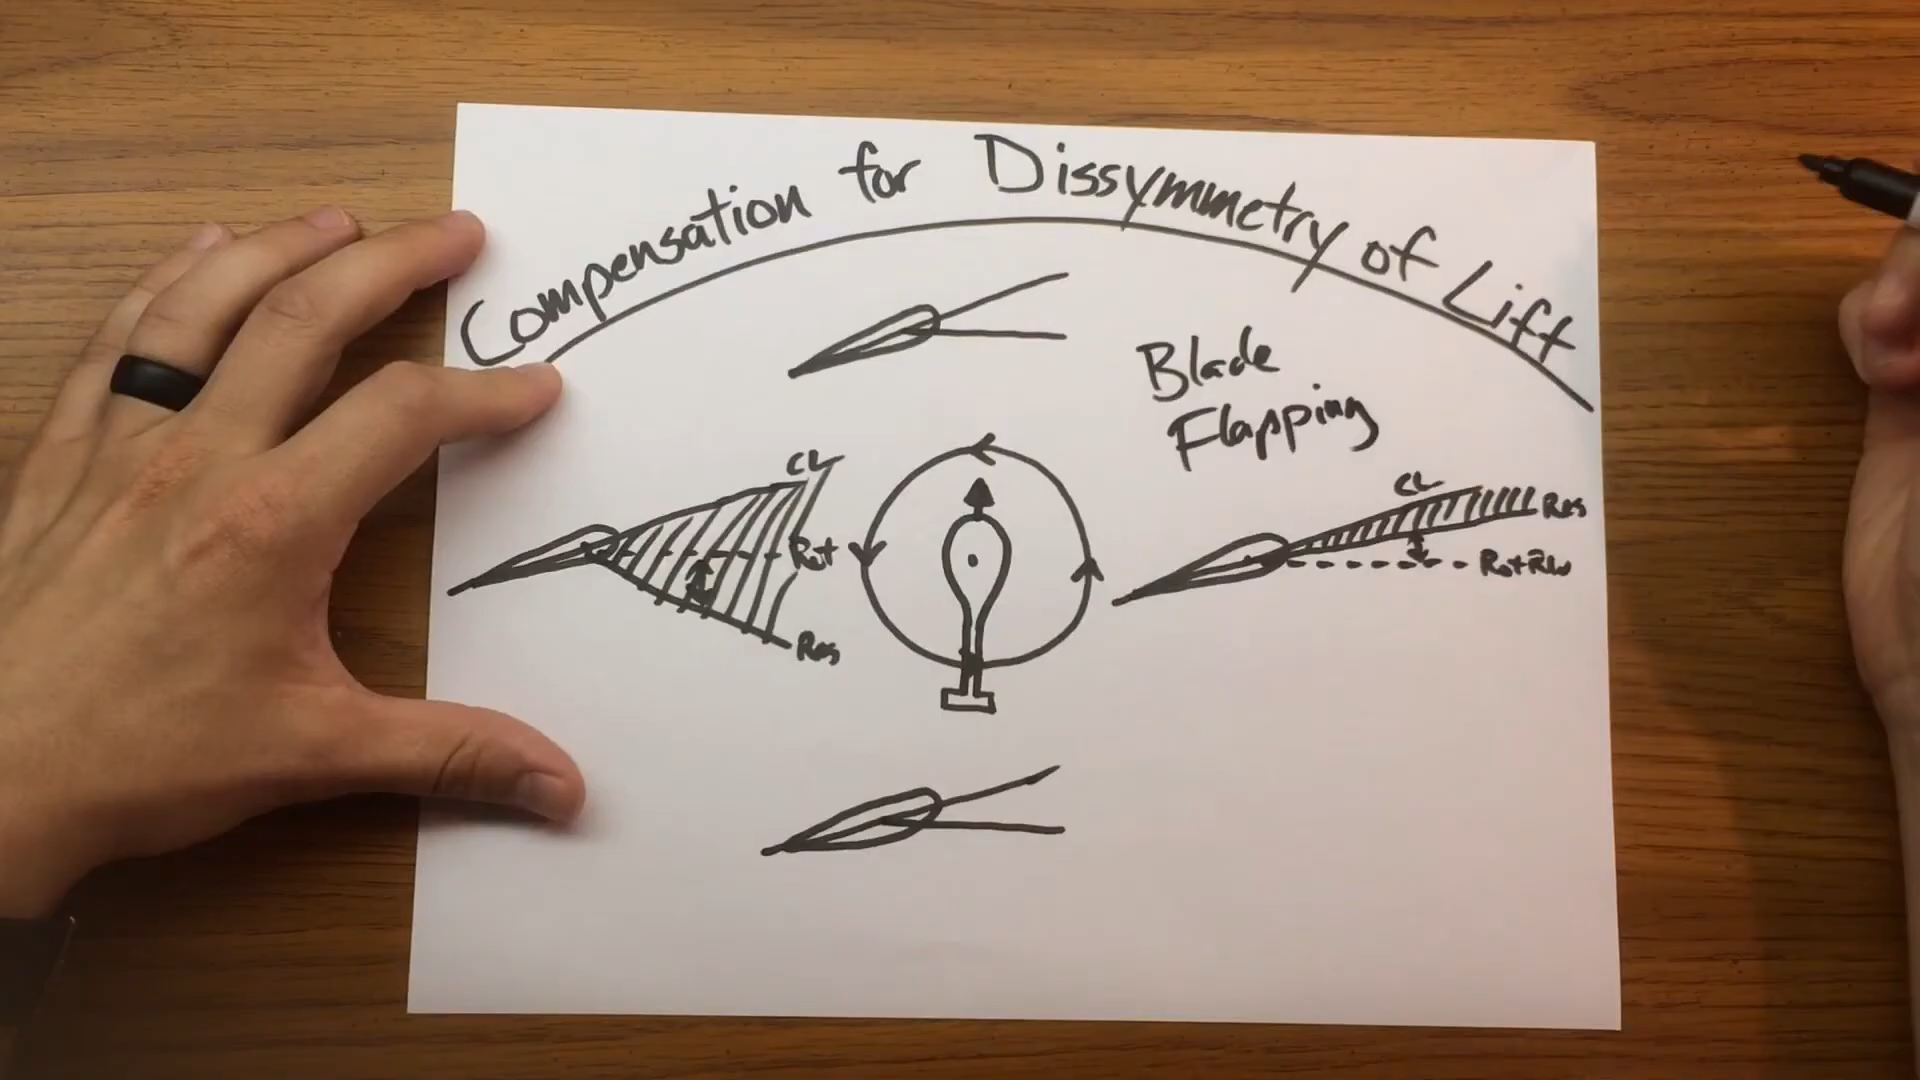 Compensation for Dissymmetry of Lift
Blade
Flapping
CL
Rot
Res
CL
Res
Rot RW